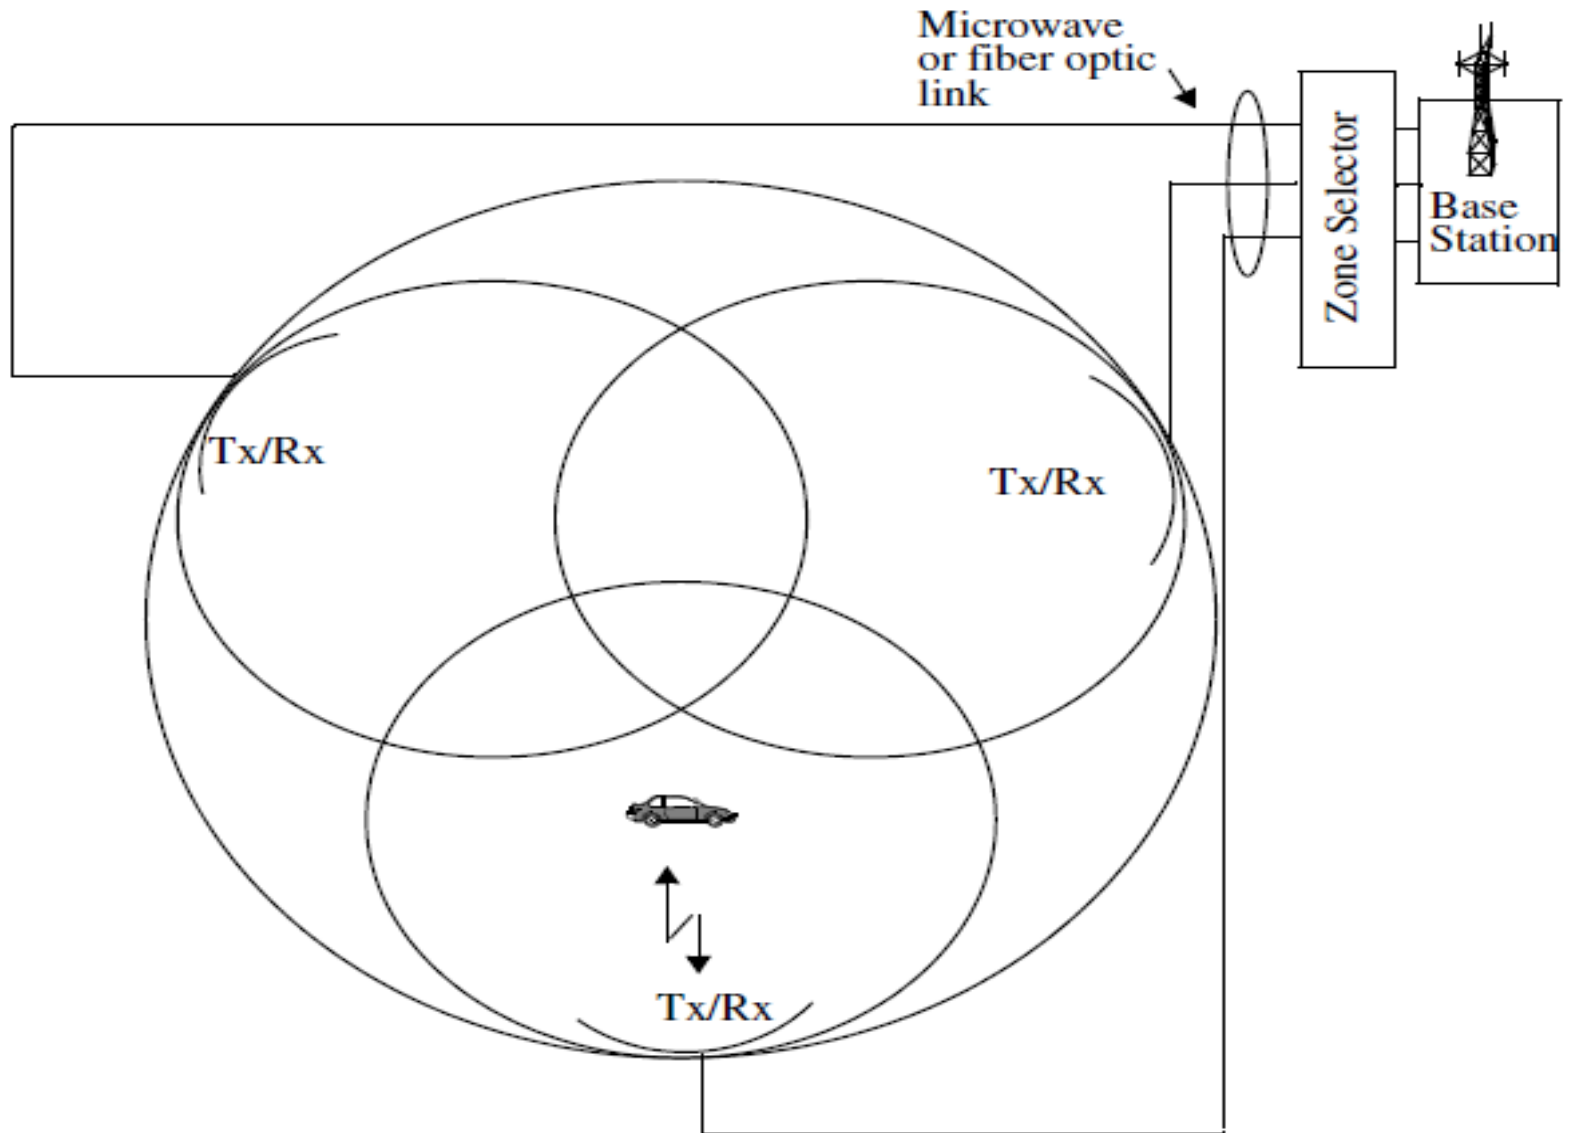 Microwave
or fiber optic
link
Zone Selector
Base
Station
Tx/Rx
Tx/Rx
Tx/Rx